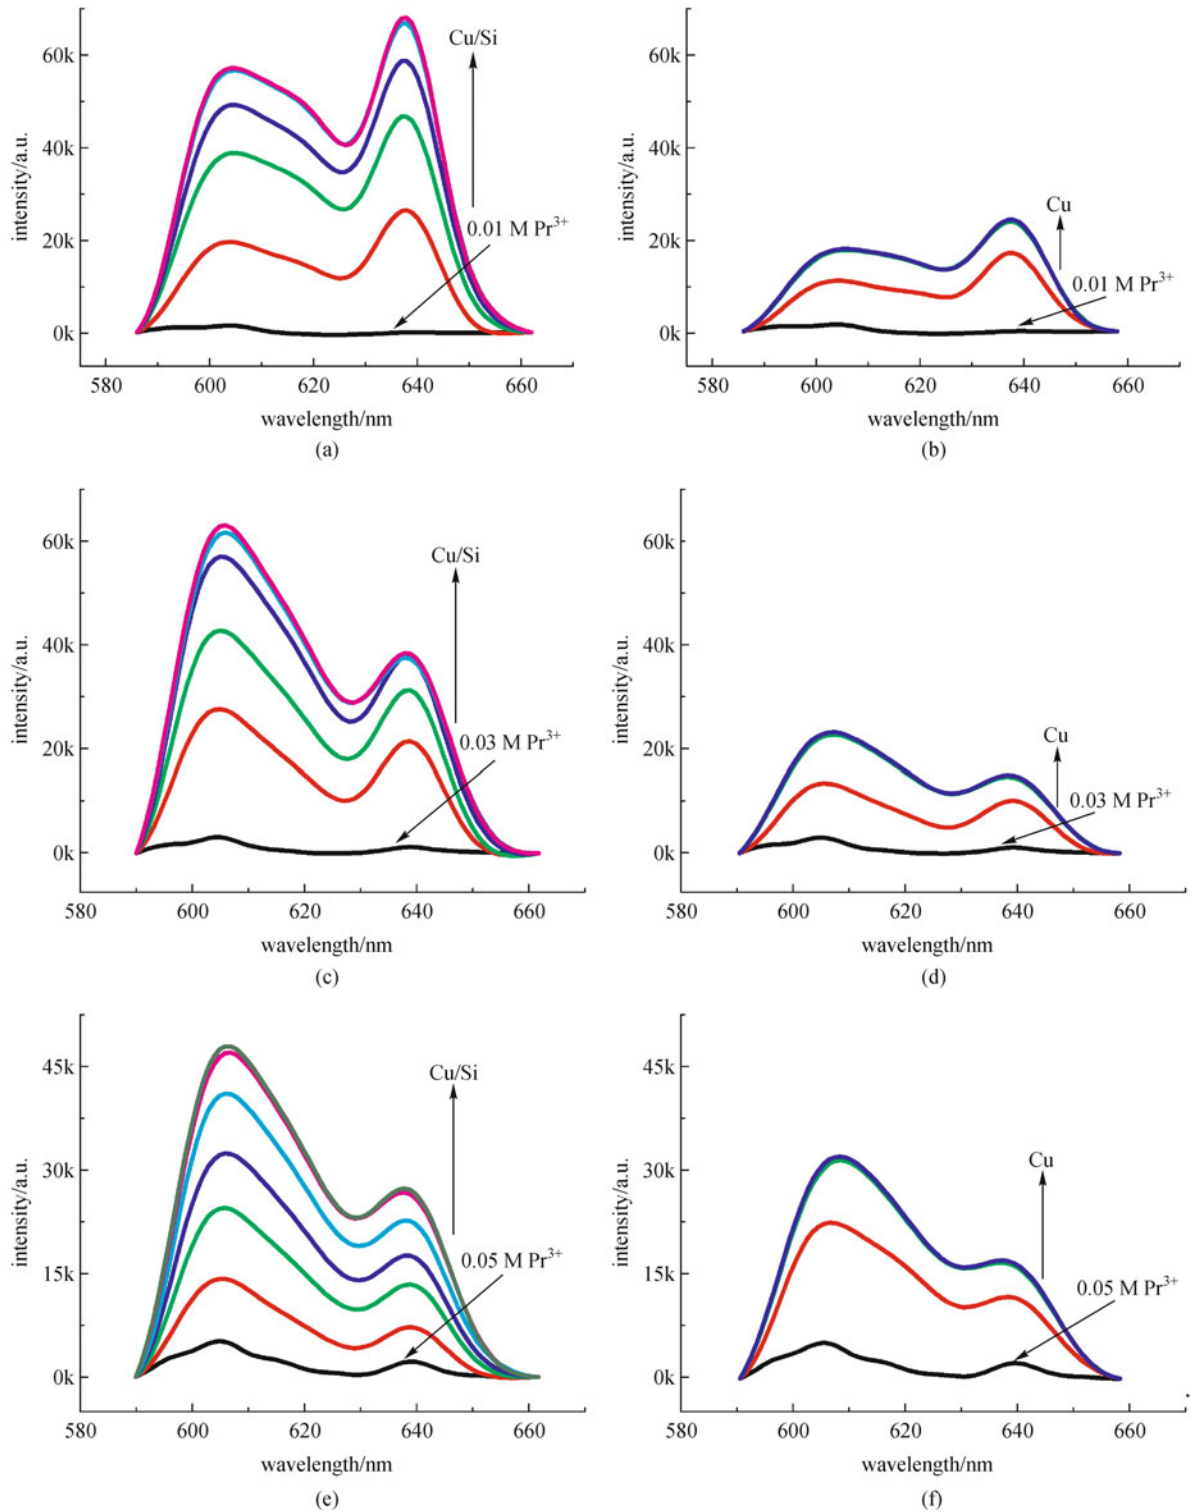 60k
40k
20k
0k
intensity/a.u.
Cu/Si
0.01 M Pr³⁺
580 600 620 640 660
wavelength/nm
(a)
60k
40k
20k
0k
intensity/a.u.
Cu
0.01 M Pr³⁺
580 600 620 640 660
wavelength/nm
(b)
60k
40k
20k
0k
intensity/a.u.
Cu/Si
0.03 M Pr³⁺
580 600 620 640 660
wavelength/nm
(c)
60k
40k
20k
0k
intensity/a.u.
Cu
0.03 M Pr³⁺
580 600 620 640 660
wavelength/nm
(d)
45k
30k
15k
0k
intensity/a.u.
Cu/Si
0.05 M Pr³⁺
580 600 620 640 660
wavelength/nm
(e)
45k
30k
15k
0k
intensity/a.u.
Cu
0.05 M Pr³⁺
580 600 620 640 660
wavelength/nm
(f)